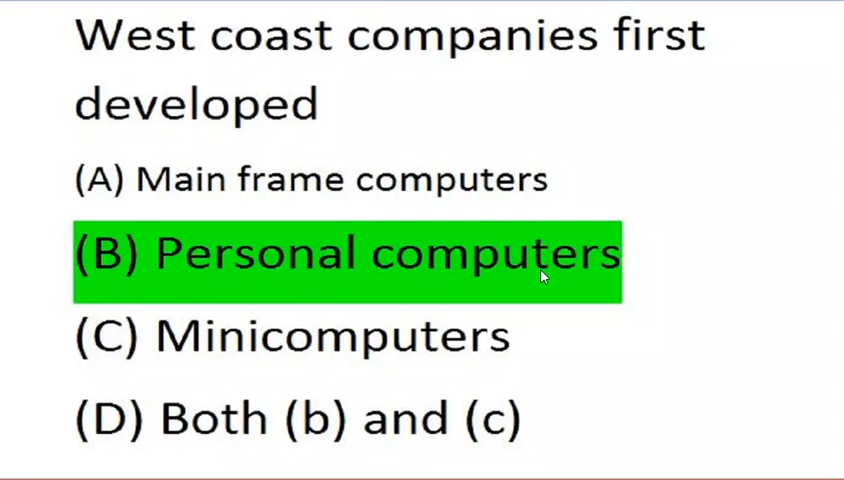 West coast companies first
developed
(A) Main frame computers
(B) Personal computers
(C) Minicomputers
(D) Both (b) and (c)